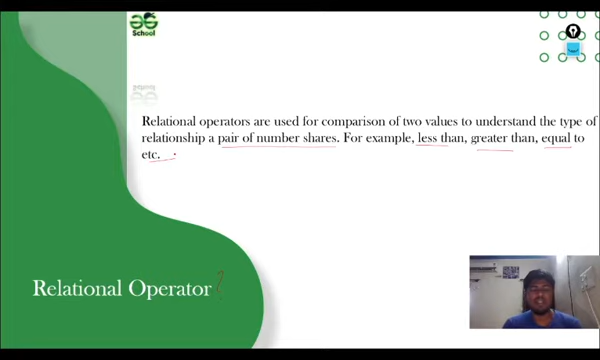 School
Relational operators are used for comparison of two values to understand the type of
relationship a pair of number shares. For example, less than, greater than, equal to
etc.
Relational Operator ?